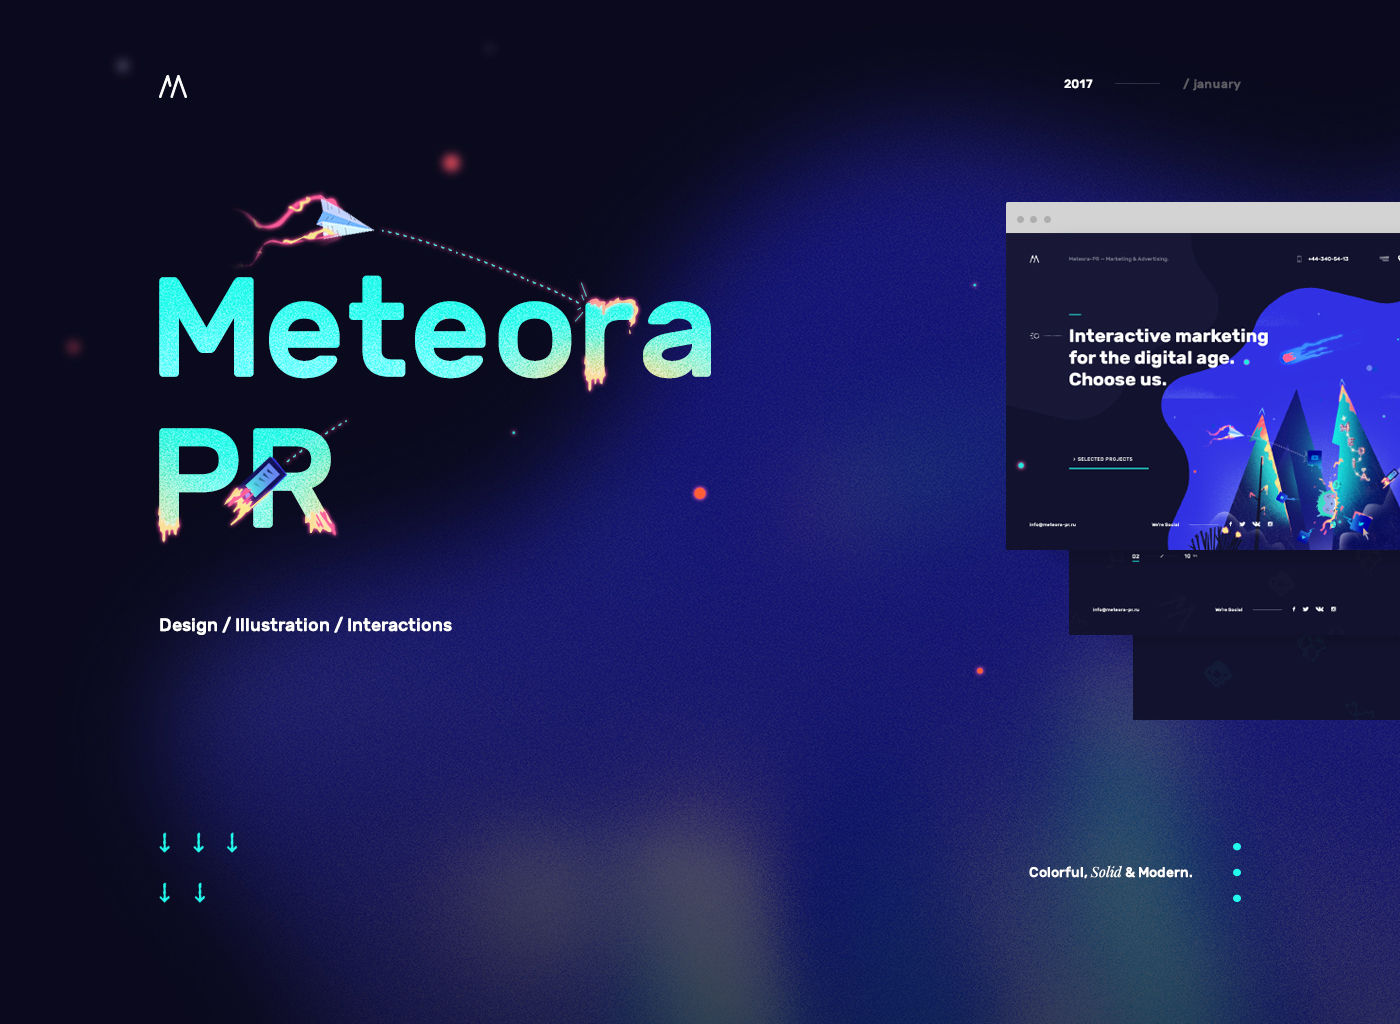 2017 / january
Meteora
PR
Design / Illustration / Interactions
Meteora-PR — Marketing & Advertising.
+44-340-54-13
Interactive marketing
for the digital age.
Choose us.
› SELECTED PROJECTS
info@meteora-pr.ru
We're Social
02 / 10
info@meteora-pr.ru
We're Social
Colorful, Solid & Modern.